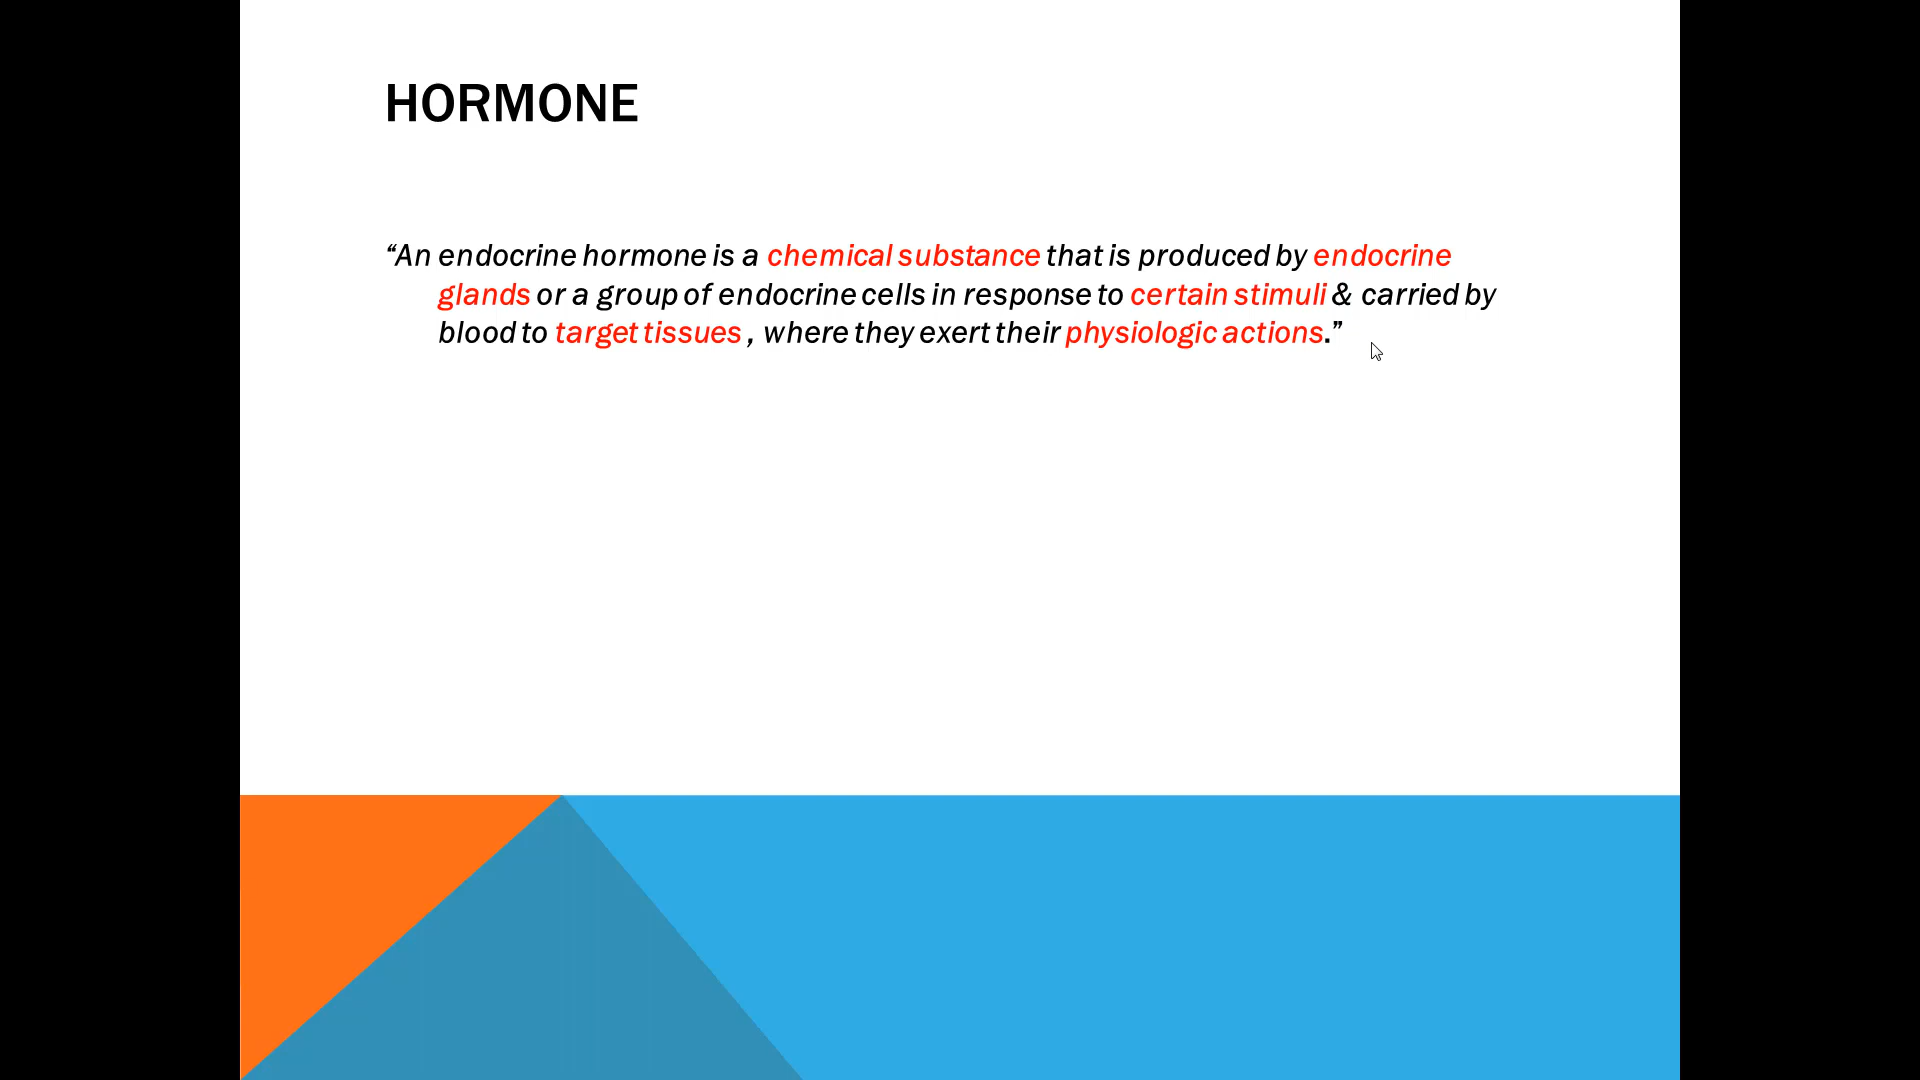 HORMONE
“An endocrine hormone is a chemical substance that is produced by endocrine
glands or a group of endocrine cells in response to certain stimuli & carried by
blood to target tissues , where they exert their physiologic actions.”